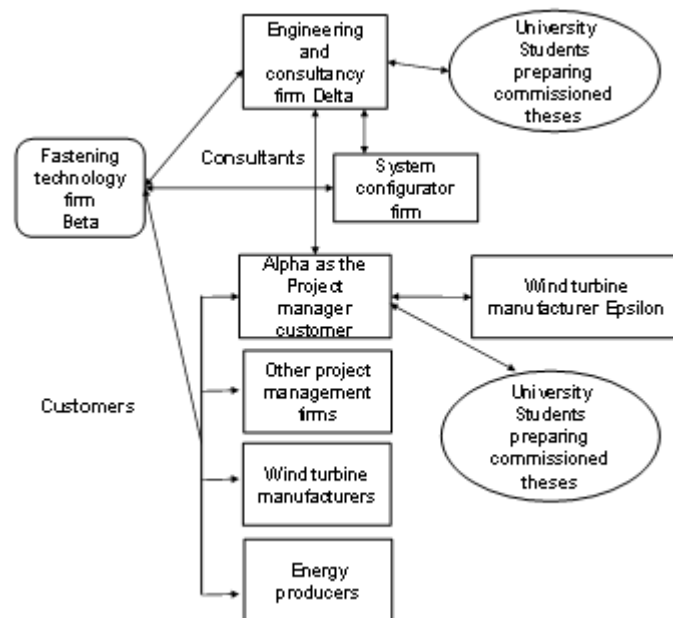 Engineering
and
consultancy
firm Delta
University
Students
preparing
commissioned
theses
Fastening
technology
firm
Beta
Consultants
System
configurator
firm
Alpha as the
Project
manager
customer
Wind turbine
manufacturer Epsilon
Other project
management
firms
University
Students
preparing
commissioned
theses
Customers
Wind turbine
manufacturers
Energy
producers